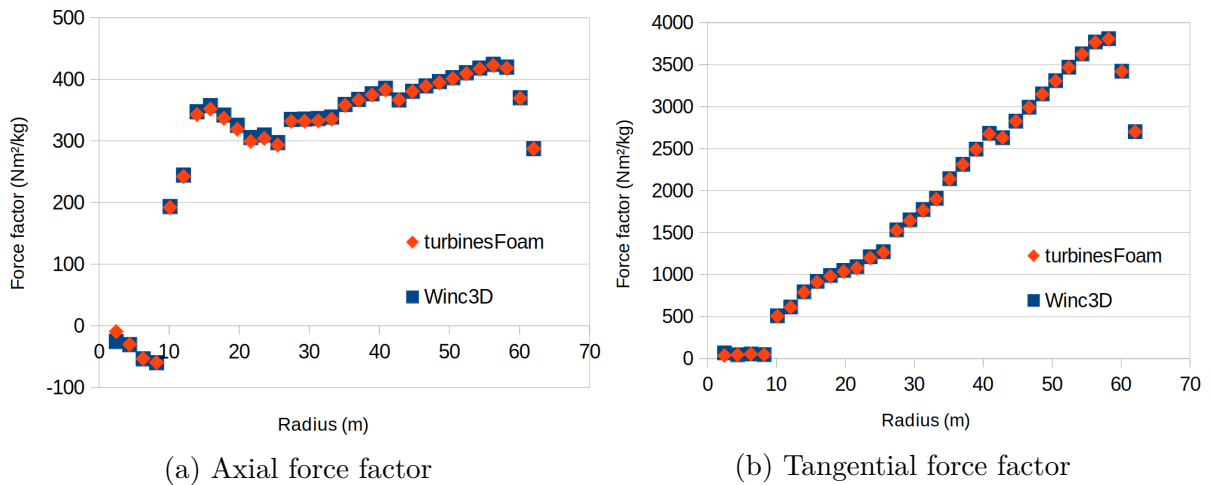 500
400
300
200
100
0
-100
0 10 20 30 40 50 60 70
Force factor (Nm²/kg)
Radius (m)
turbinesFoam
Winc3D
(a) Axial force factor
4000
3500
3000
2500
2000
1500
1000
500
0
0 10 20 30 40 50 60 70
Force factor (Nm²/kg)
Radius (m)
turbinesFoam
Winc3D
(b) Tangential force factor